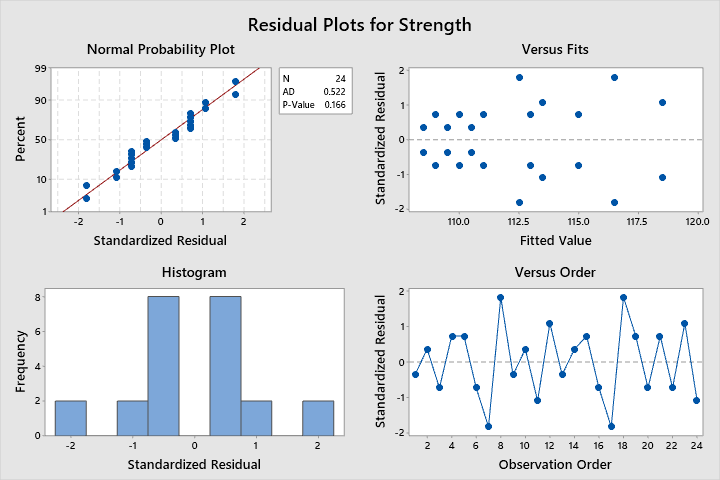 Residual Plots for Strength
Normal Probability Plot
99
90
50
10
1
Percent
-2 -1 0 1 2
Standardized Residual
N 24
AD 0.522
P-Value 0.166
Versus Fits
2
1
0
-1
-2
Standardized Residual
110.0 112.5 115.0 117.5 120.0
Fitted Value
Histogram
8
6
4
2
0
Frequency
-2 -1 0 1 2
Standardized Residual
Versus Order
2
1
0
-1
-2
Standardized Residual
2 4 6 8 10 12 14 16 18 20 22 24
Observation Order